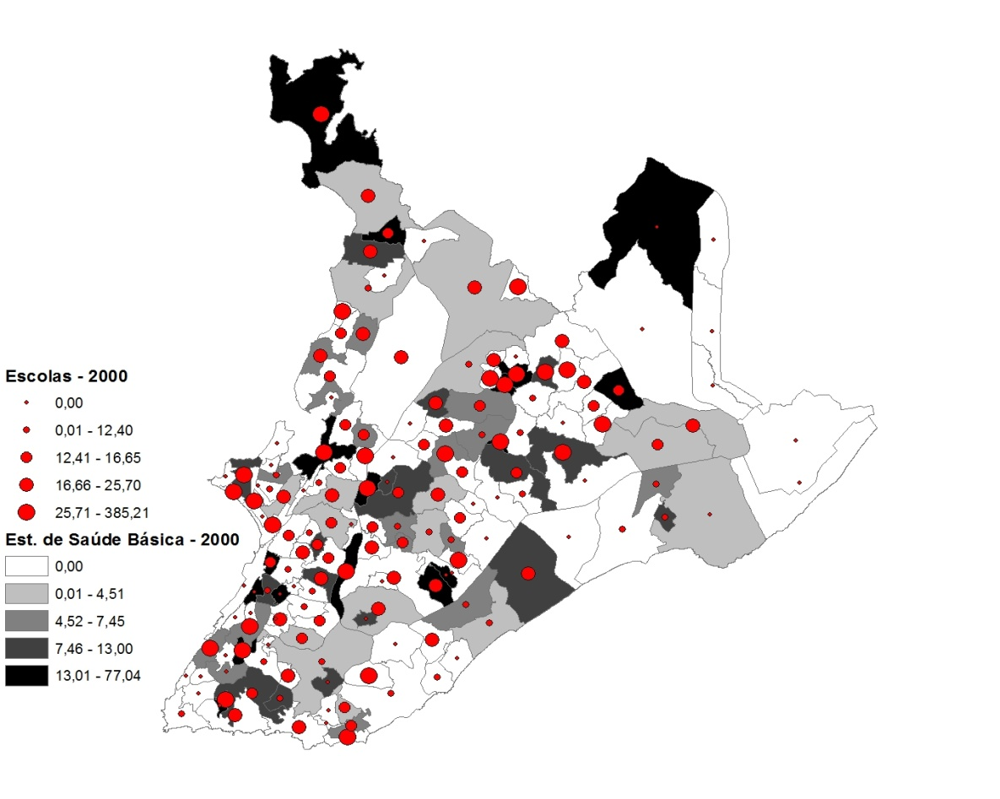 Escolas - 2000
0,00
0,01 - 12,40
12,41 - 16,65
16,66 - 25,70
25,71 - 385,21
Est. de Saúde Básica - 2000
0,00
0,01 - 4,51
4,52 - 7,45
7,46 - 13,00
13,01 - 77,04